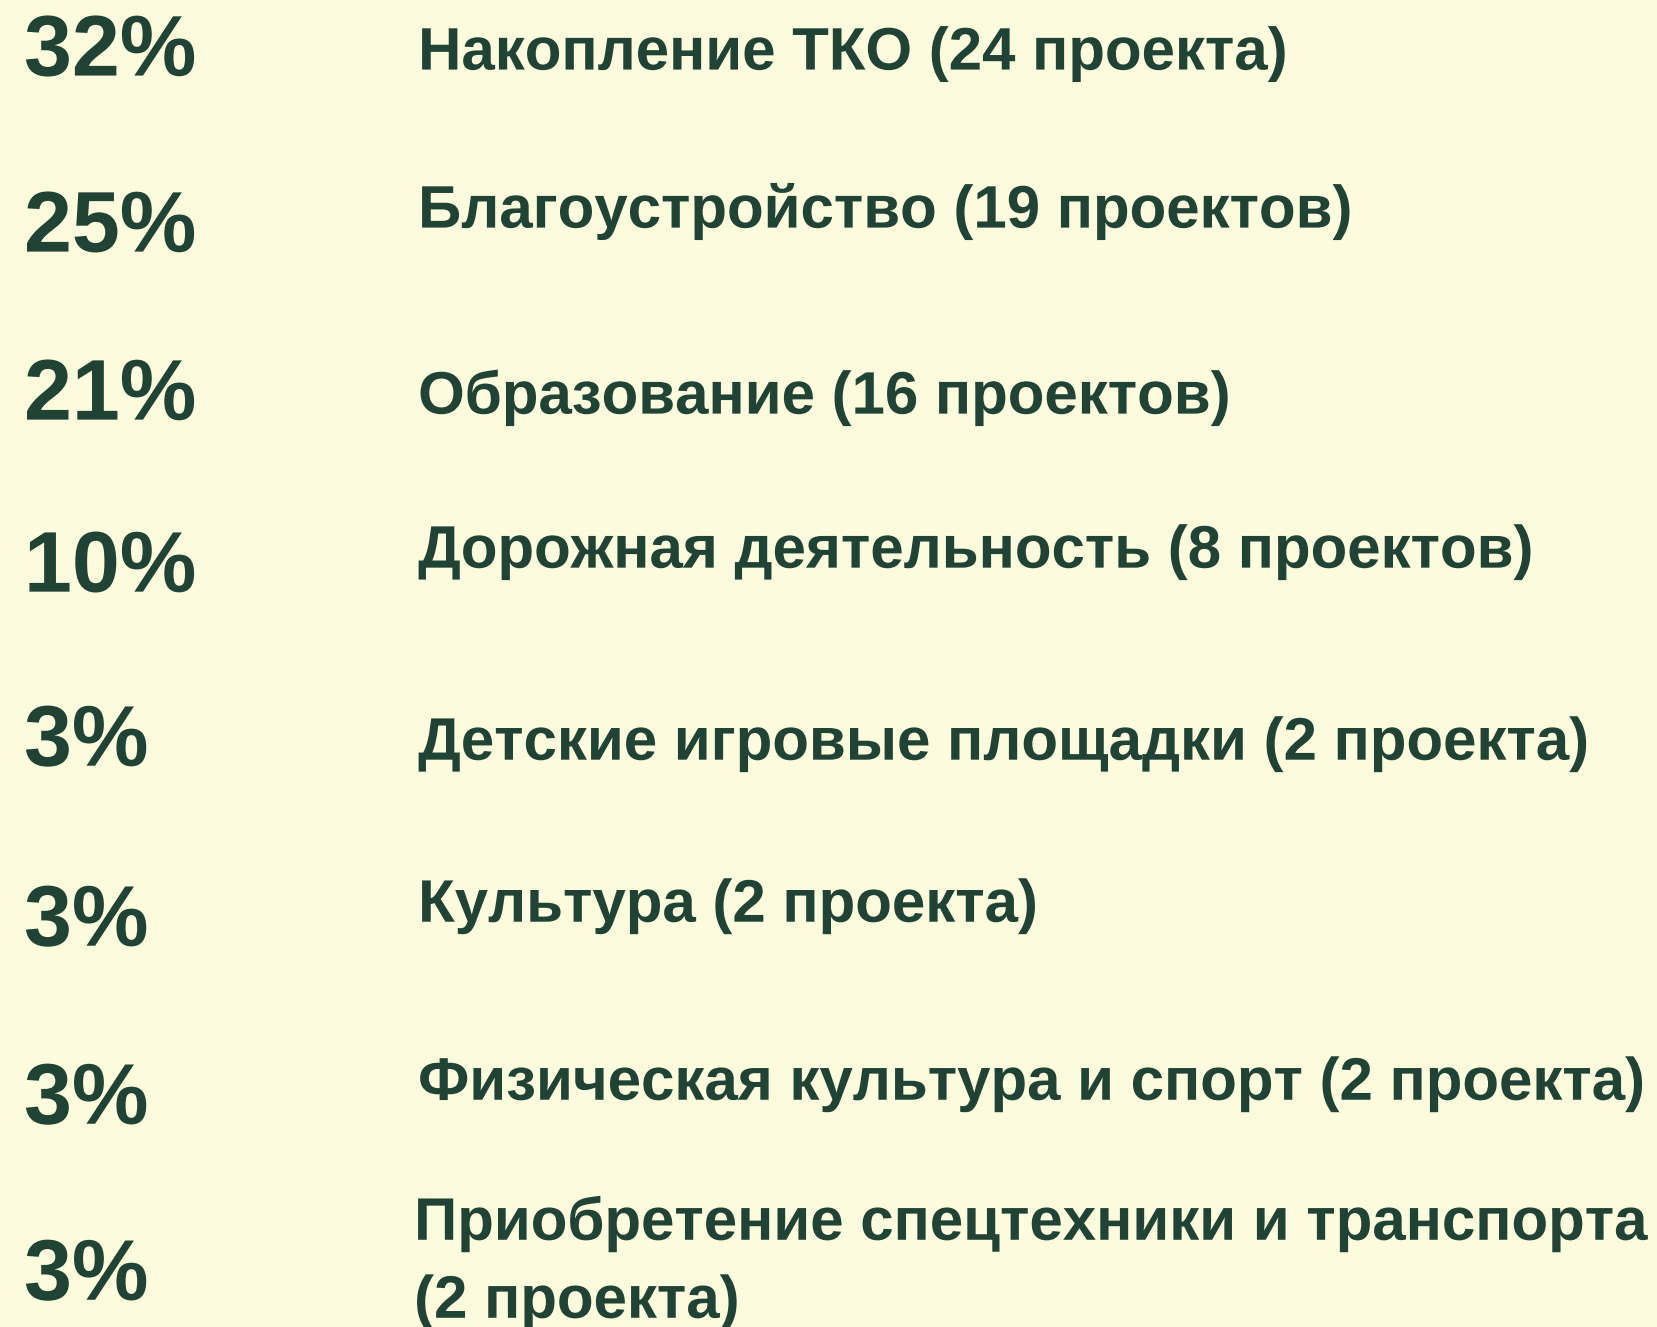 32% Накопление ТКО (24 проекта)
25% Благоустройство (19 проектов)
21% Образование (16 проектов)
10% Дорожная деятельность (8 проектов)
3% Детские игровые площадки (2 проекта)
3% Культура (2 проекта)
3% Физическая культура и спорт (2 проекта)
3% Приобретение спецтехники и транспорта
(2 проекта)